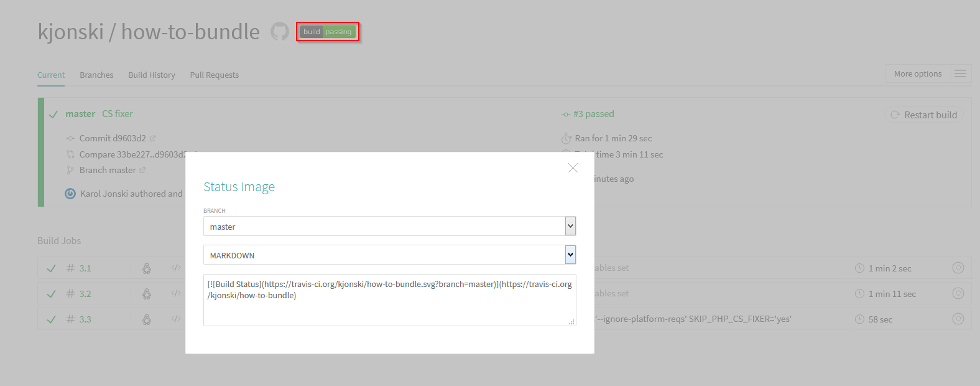 kjonski / how-to-bundle build passing
Current Branches Build History Pull Requests More options
master CS fixer #3 passed Restart build
Commit d9603d2 Ran for 1 min 29 sec
Compare 33be227..d9603d2 time 3 min 11 sec
Branch master minutes ago
Karol Jonski authored and
Status Image
BRANCH
master
MARKDOWN
[![Build Status](https://travis-ci.org/kjonski/how-to-bundle.svg?branch=master)](https://travis-ci.org
/kjonski/how-to-bundle)
Build Jobs
# 3.1 </> ables.set 1 min 2 sec
# 3.2 </> ables.set 1 min 11 sec
# 3.3 </> '--ignore-platform-reqs' SKIP_PHP_CS_FIXER='yes' 58 sec